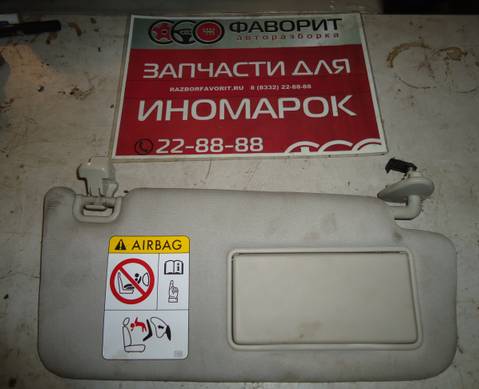 ФАВОРИТ
авторазборка
ЗАПЧАСТИ ДЛЯ
RAZBORFAVORIT.RU 8 (8332) 22-88-88
ИНОМАРОК
22-88-88
AIRBAG